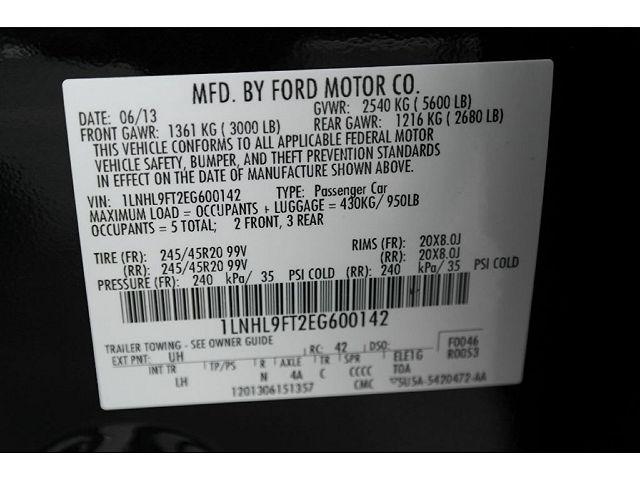 MFD. BY FORD MOTOR CO.
DATE: 06/13 GVWR: 2540 KG (5600 LB)
FRONT GAWR: 1361 KG (3000 LB) REAR GAWR: 1216 KG (2680 LB)
THIS VEHICLE CONFORMS TO ALL APPLICABLE FEDERAL MOTOR
VEHICLE SAFETY, BUMPER, AND THEFT PREVENTION STANDARDS
IN EFFECT ON THE DATE OF MANUFACTURE SHOWN ABOVE.
VIN: 1LNHL9FT2EG600142 TYPE: Passenger Car
MAXIMUM LOAD = OCCUPANTS + LUGGAGE = 430KG/ 950LB
OCCUPANTS = 5 TOTAL; 2 FRONT, 3 REAR
TIRE (FR): 245/45R20 99V RIMS (FR): 20X8.0J
(RR): 245/45R20 99V (RR): 20X8.0J
PRESSURE (FR): 240 kPa/ 35 PSI COLD (RR): 240 kPa/ 35 PSI COLD
1LNHL9FT2EG600142
TRAILER TOWING - SEE OWNER GUIDE RC: 42 DSO: F0046
EXT PNT: UH R0053
INT TR TP/PS R AXLE TR SPR ELE1G
LH N 4A C CCCC TOA
1201306151357 CMC 5U5A-5420472-AA